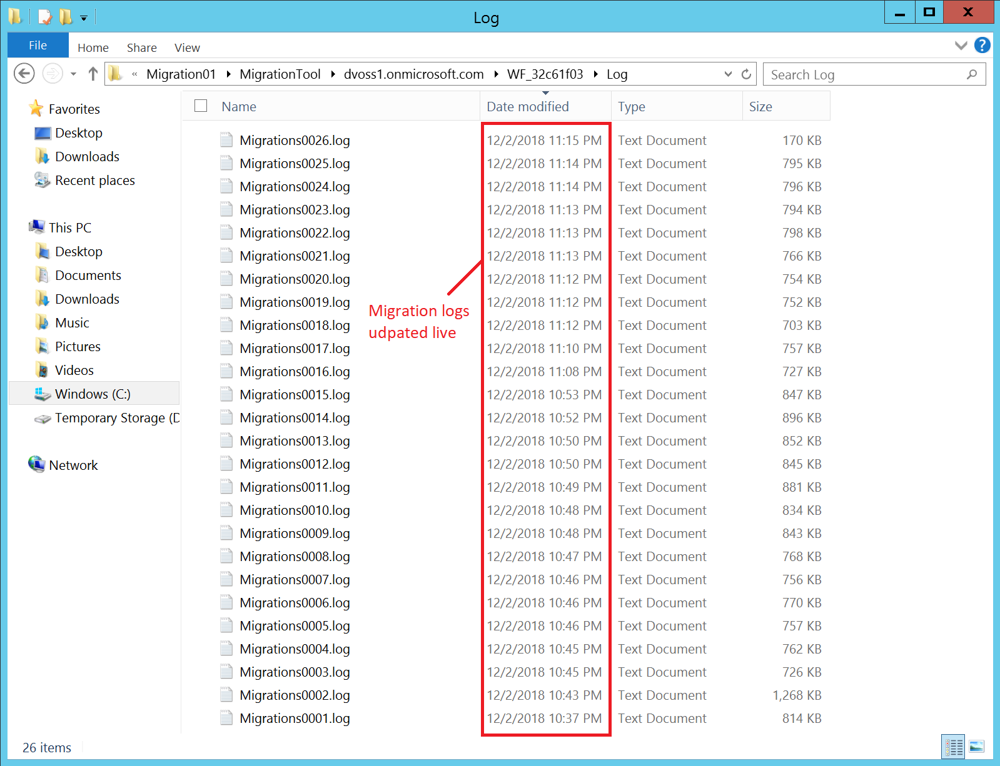 Log
File Home Share View
« Migration01 MigrationTool dvoss1.onmicrosoft.com WF_32c61f03 Log Search Log
Name Date modified Type Size
Favorites
Desktop
Downloads
Recent places
This PC
Desktop
Documents
Downloads
Music
Pictures
Videos
Windows (C:)
Temporary Storage (D
Network
Migrations0026.log 12/2/2018 11:15 PM Text Document 170 KB
Migrations0025.log 12/2/2018 11:14 PM Text Document 795 KB
Migrations0024.log 12/2/2018 11:14 PM Text Document 796 KB
Migrations0023.log 12/2/2018 11:13 PM Text Document 794 KB
Migrations0022.log 12/2/2018 11:13 PM Text Document 798 KB
Migrations0021.log 12/2/2018 11:13 PM Text Document 766 KB
Migrations0020.log 12/2/2018 11:12 PM Text Document 754 KB
Migrations0019.log 12/2/2018 11:12 PM Text Document 752 KB
Migrations0018.log 12/2/2018 11:12 PM Text Document 703 KB
Migrations0017.log 12/2/2018 11:10 PM Text Document 757 KB
Migrations0016.log 12/2/2018 11:08 PM Text Document 727 KB
Migrations0015.log 12/2/2018 10:53 PM Text Document 847 KB
Migrations0014.log 12/2/2018 10:52 PM Text Document 896 KB
Migrations0013.log 12/2/2018 10:50 PM Text Document 852 KB
Migrations0012.log 12/2/2018 10:50 PM Text Document 845 KB
Migrations0011.log 12/2/2018 10:49 PM Text Document 881 KB
Migrations0010.log 12/2/2018 10:48 PM Text Document 834 KB
Migrations0009.log 12/2/2018 10:48 PM Text Document 843 KB
Migrations0008.log 12/2/2018 10:47 PM Text Document 768 KB
Migrations0007.log 12/2/2018 10:46 PM Text Document 756 KB
Migrations0006.log 12/2/2018 10:46 PM Text Document 770 KB
Migrations0005.log 12/2/2018 10:46 PM Text Document 757 KB
Migrations0004.log 12/2/2018 10:45 PM Text Document 762 KB
Migrations0003.log 12/2/2018 10:45 PM Text Document 726 KB
Migrations0002.log 12/2/2018 10:43 PM Text Document 1,268 KB
Migrations0001.log 12/2/2018 10:37 PM Text Document 814 KB
Migration logs
udpated live
26 items